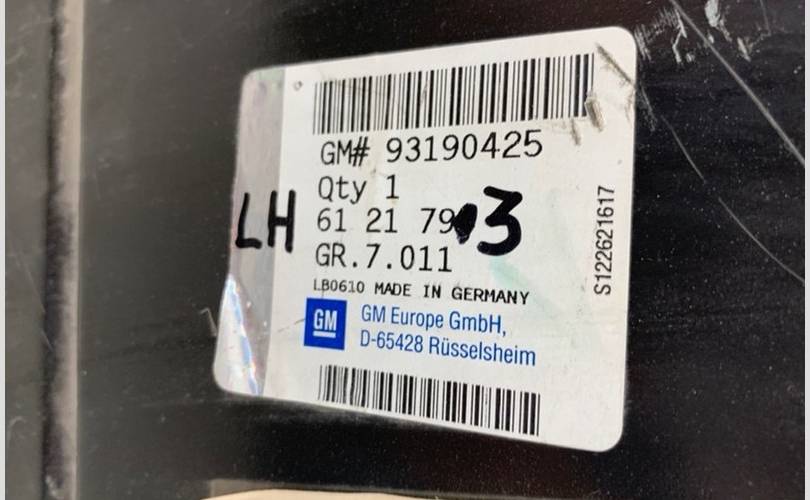 GM# 93190425
Qty 1
LH
61 21 79 3
GR.7.011
LB0610 MADE IN GERMANY
GM
GM Europe GmbH,
D-65428 Rüsselsheim
S122621617